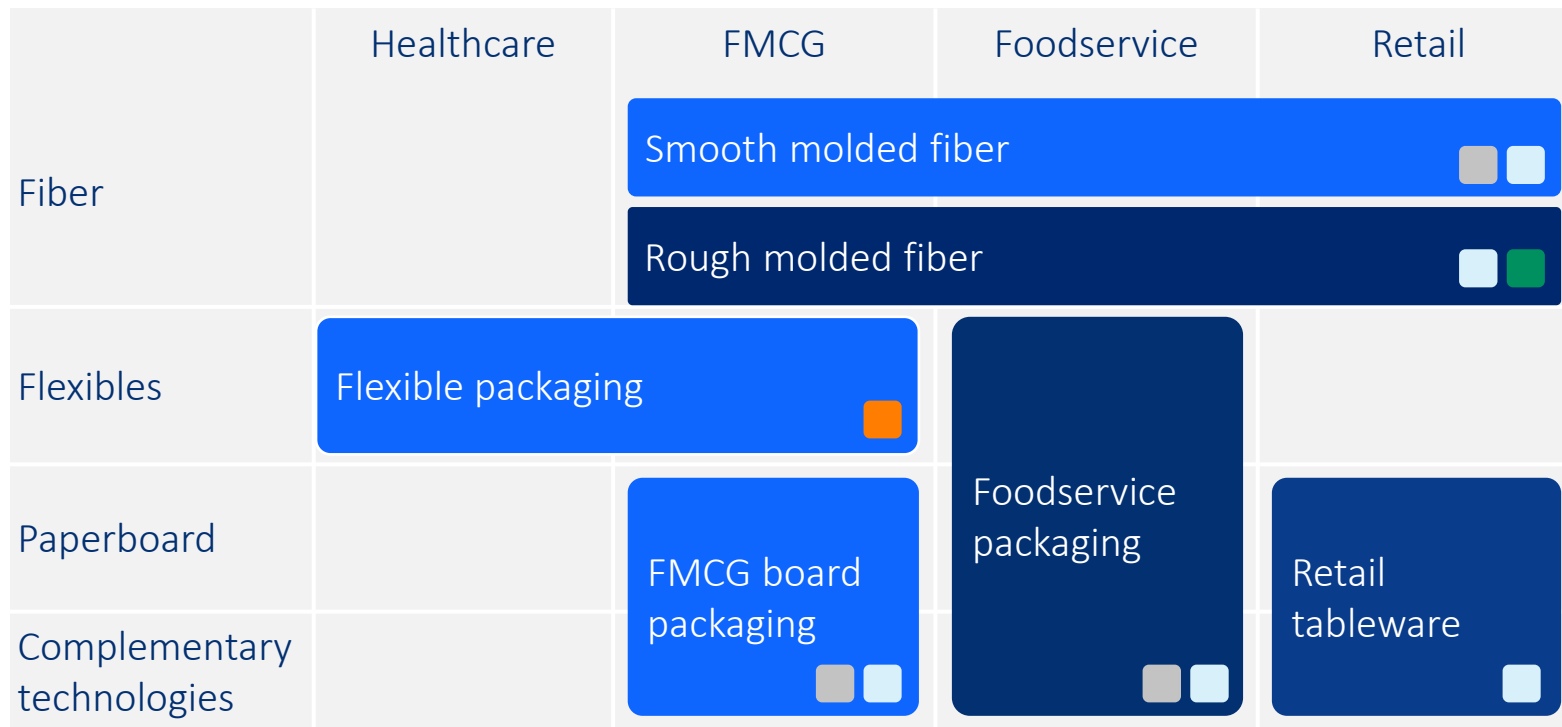 Healthcare
FMCG
Foodservice
Retail
Fiber
Smooth molded fiber
Rough molded fiber
Flexibles
Flexible packaging
Foodservice
packaging
Paperboard
FMCG board
packaging
Retail
tableware
Complementary
technologies